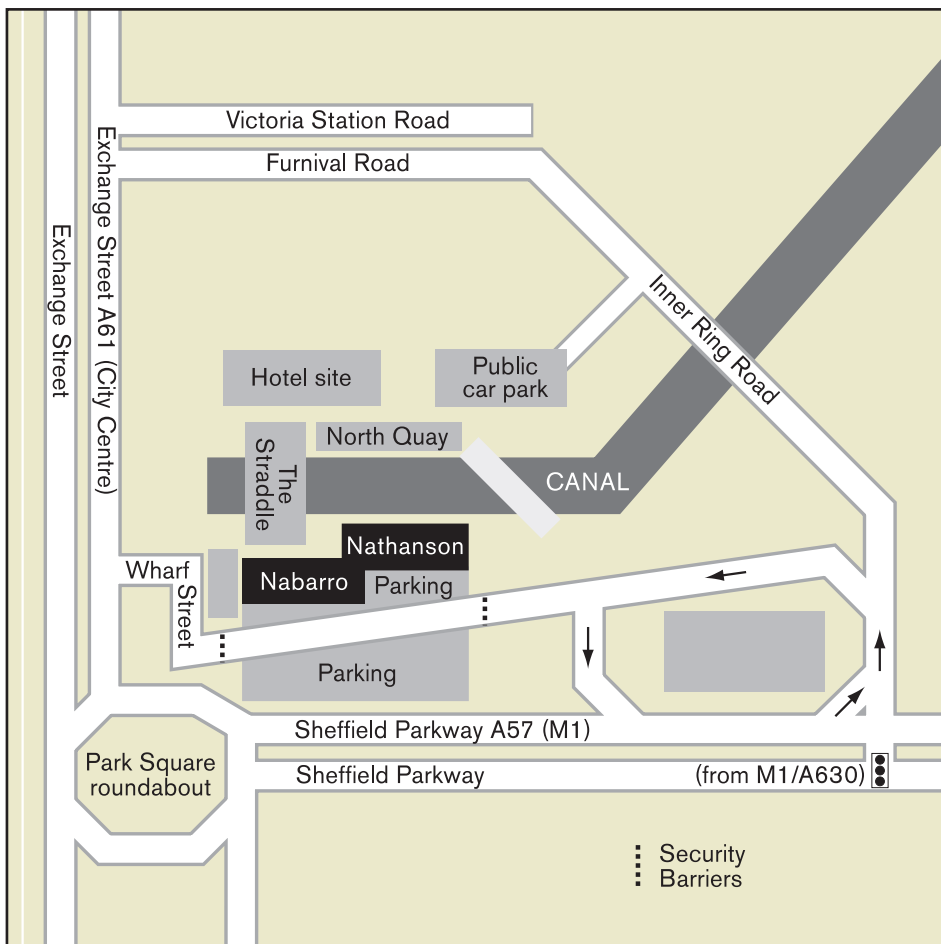 Victoria Station Road
Furnival Road
Exchange Street A61 (City Centre)
Exchange Street
Inner Ring Road
Hotel site
Public
car park
North Quay
The
Straddle
CANAL
Nathanson
Nabarro
Parking
Wharf
Street
Parking
Sheffield Parkway A57 (M1)
Park Square
roundabout
Sheffield Parkway
(from M1/A630)
Security
Barriers